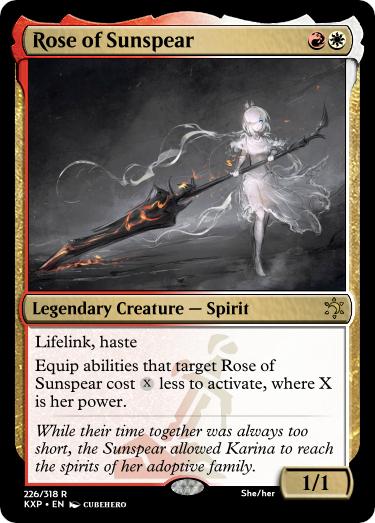 Rose of Sunspear
Legendary Creature — Spirit
Lifelink, haste
Equip abilities that target Rose of
Sunspear cost X less to activate, where X
is her power.
While their time together was always too
short, the Sunspear allowed Karina to reach
the spirits of her adoptive family.
1/1
226/318 R
She/her
KXP • EN CUBEHERO